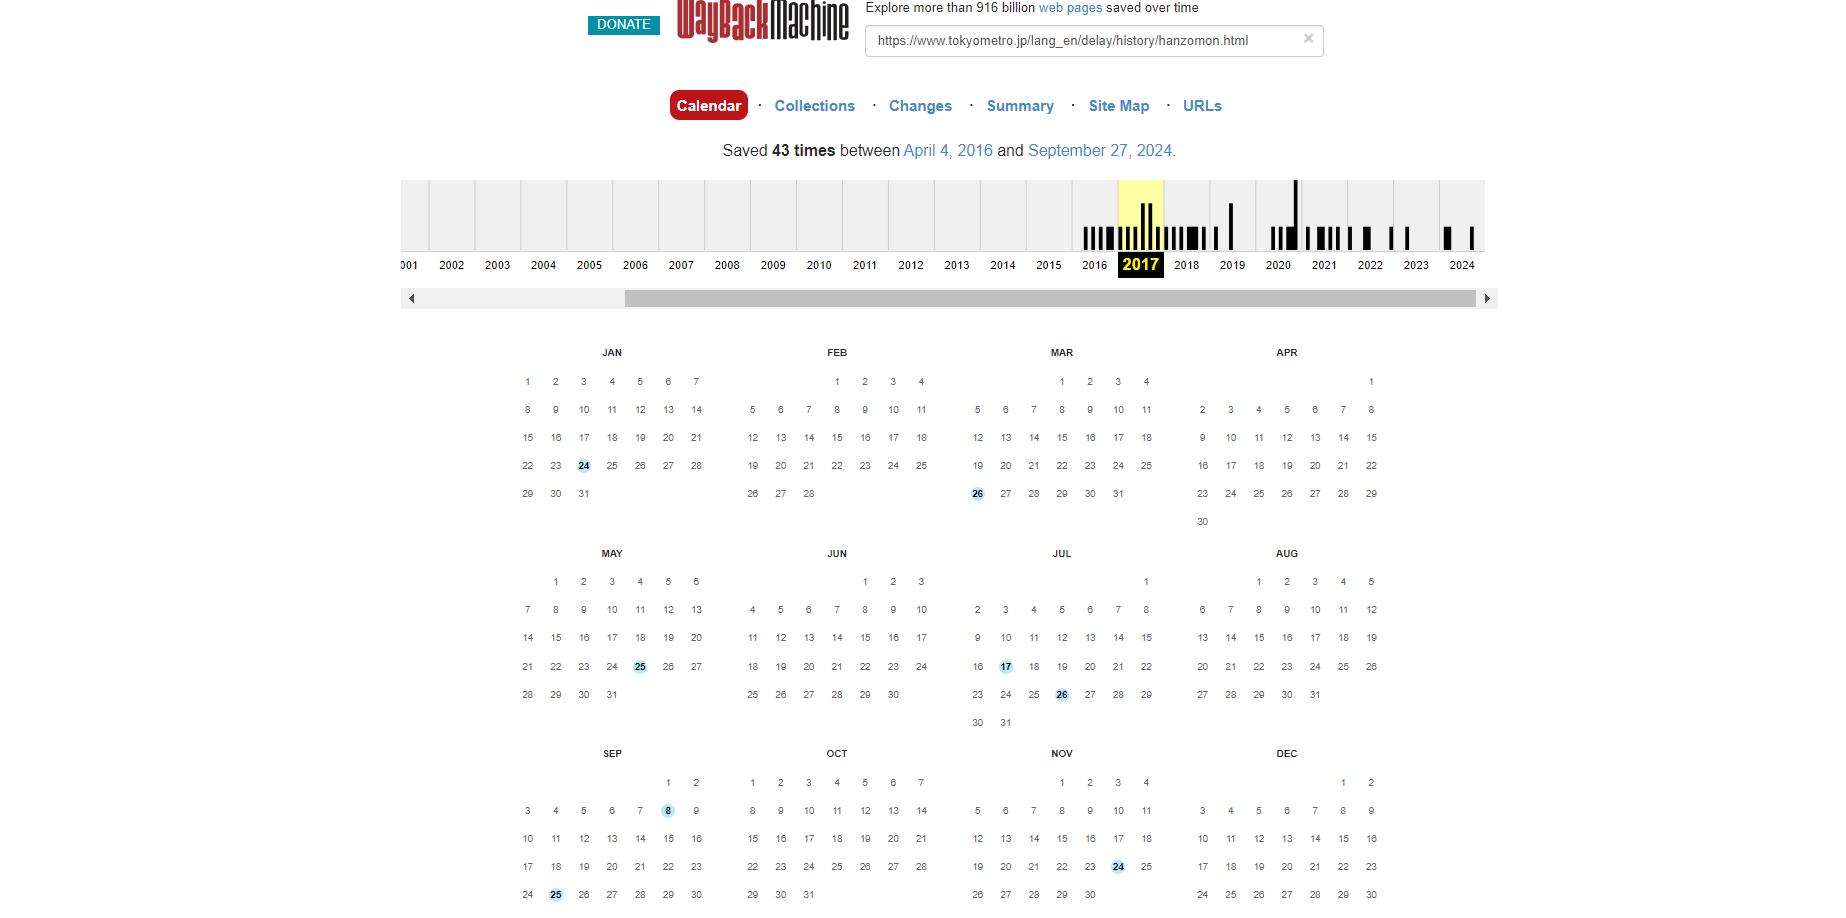 Explore more than 916 billion web pages saved over time
DONATE
WayBackMachine
https://www.tokyometro.jp/lang_en/delay/history/hanzomon.html ×
Calendar · Collections · Changes · Summary · Site Map · URLs
Saved 43 times between April 4, 2016 and September 27, 2024.
001 2002 2003 2004 2005 2006 2007 2008 2009 2010 2011 2012 2013 2014 2015 2016 2017 2018 2019 2020 2021 2022 2023 2024
JAN FEB MAR APR
1 2 3 4 5 6 7 1 2 3 4 1 2 3 4 1
8 9 10 11 12 13 14 5 6 7 8 9 10 11 5 6 7 8 9 10 11 2 3 4 5 6 7 8
15 16 17 18 19 20 21 12 13 14 15 16 17 18 12 13 14 15 16 17 18 9 10 11 12 13 14 15
22 23 24 25 26 27 28 19 20 21 22 23 24 25 19 20 21 22 23 24 25 16 17 18 19 20 21 22
29 30 31 26 27 28 26 27 28 29 30 31 23 24 25 26 27 28 29
30
MAY JUN JUL AUG
1 2 3 4 5 6 1 2 3 1 1 2 3 4 5
7 8 9 10 11 12 13 4 5 6 7 8 9 10 2 3 4 5 6 7 8 6 7 8 9 10 11 12
14 15 16 17 18 19 20 11 12 13 14 15 16 17 9 10 11 12 13 14 15 13 14 15 16 17 18 19
21 22 23 24 25 26 27 18 19 20 21 22 23 24 16 17 18 19 20 21 22 20 21 22 23 24 25 26
28 29 30 31 25 26 27 28 29 30 23 24 25 26 27 28 29 27 28 29 30 31
30 31
SEP OCT NOV DEC
1 2 1 2 3 4 5 6 7 1 2 3 4 1 2
3 4 5 6 7 8 9 8 9 10 11 12 13 14 5 6 7 8 9 10 11 3 4 5 6 7 8 9
10 11 12 13 14 15 16 15 16 17 18 19 20 21 12 13 14 15 16 17 18 10 11 12 13 14 15 16
17 18 19 20 21 22 23 22 23 24 25 26 27 28 19 20 21 22 23 24 25 17 18 19 20 21 22 23
24 25 26 27 28 29 30 29 30 31 26 27 28 29 30 24 25 26 27 28 29 30